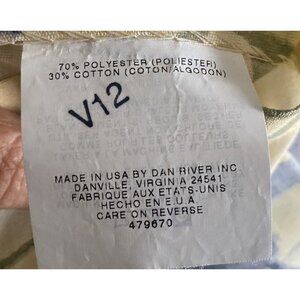 70% POLYESTER (POLIESTER)
30% COTTON (COTON/ALGODON)
V12
MADE IN USA BY DAN RIVER INC.
DANVILLE, VIRGINIA 24541
FABRIQUE AUX ETATS-UNIS
HECHO EN E.U.A.
CARE ON REVERSE
479670